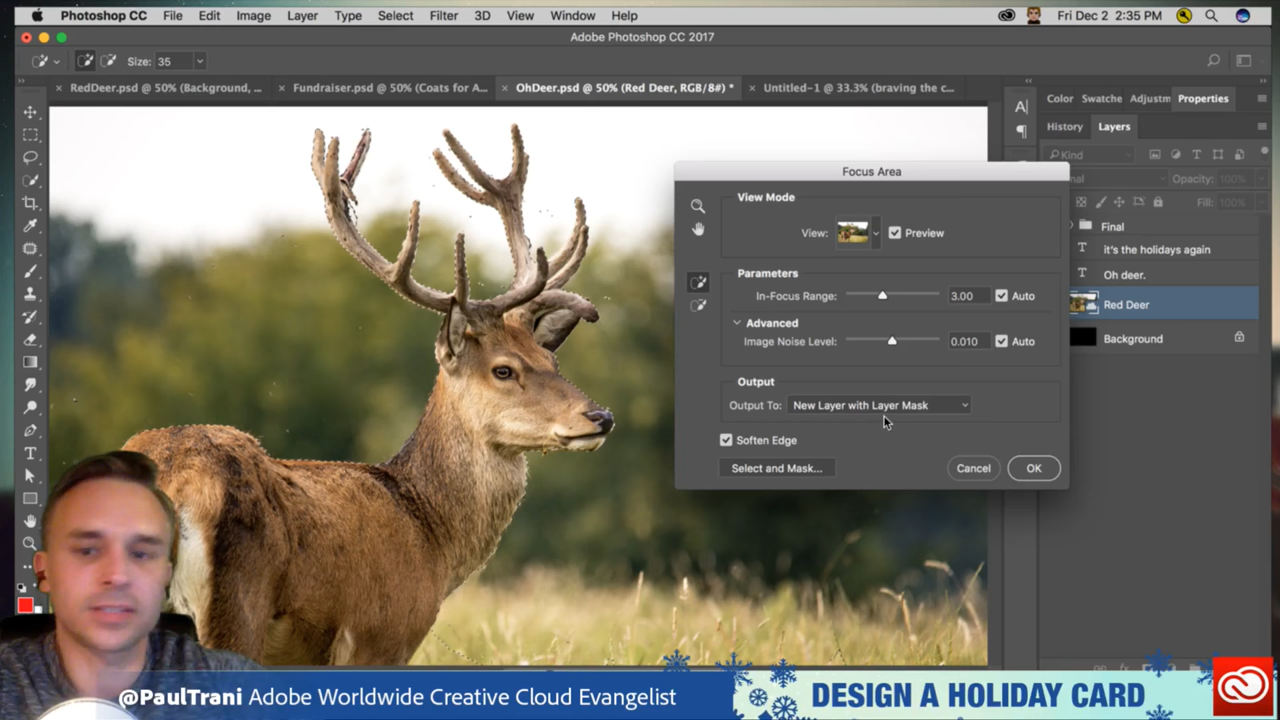 Photoshop CC File Edit Image Layer Type Select Filter 3D View Window Help Fri Dec 2 2:35 PM
Adobe Photoshop CC 2017
Size: 35
RedDeer.psd @ 50% (Background, ... Fundraiser.psd @ 50% (Coats for A... OhDeer.psd @ 50% (Red Deer, RGB/8#) * Untitled-1 @ 33.3% (braving the c...
Color Swatche Adjustm Properties
History Layers
Kind
nal Opacity: 100%
Fill: 100%
Final
it's the holidays again
Oh deer.
Red Deer
Background
Focus Area
View Mode
View: Preview
Parameters
In-Focus Range: 3.00 Auto
Advanced
Image Noise Level: 0.010 Auto
Output
Output To: New Layer with Layer Mask
Soften Edge
Select and Mask... Cancel OK
@PaulTrani Adobe Worldwide Creative Cloud Evangelist
DESIGN A HOLIDAY CARD